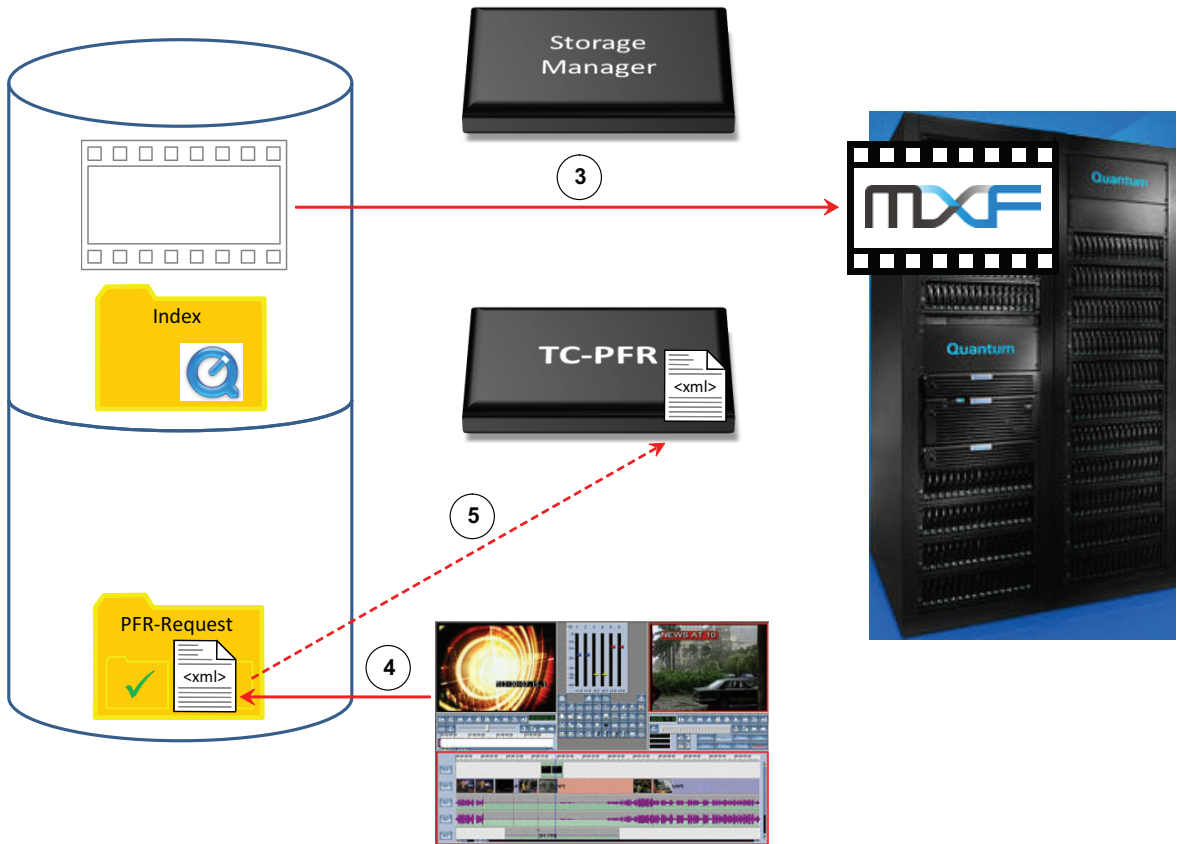 Storage
Manager
3
Quantum
MXF
Index
TC-PFR
<xml>
Quantum
5
PFR-Request
<xml>
4
NEWS AT 10